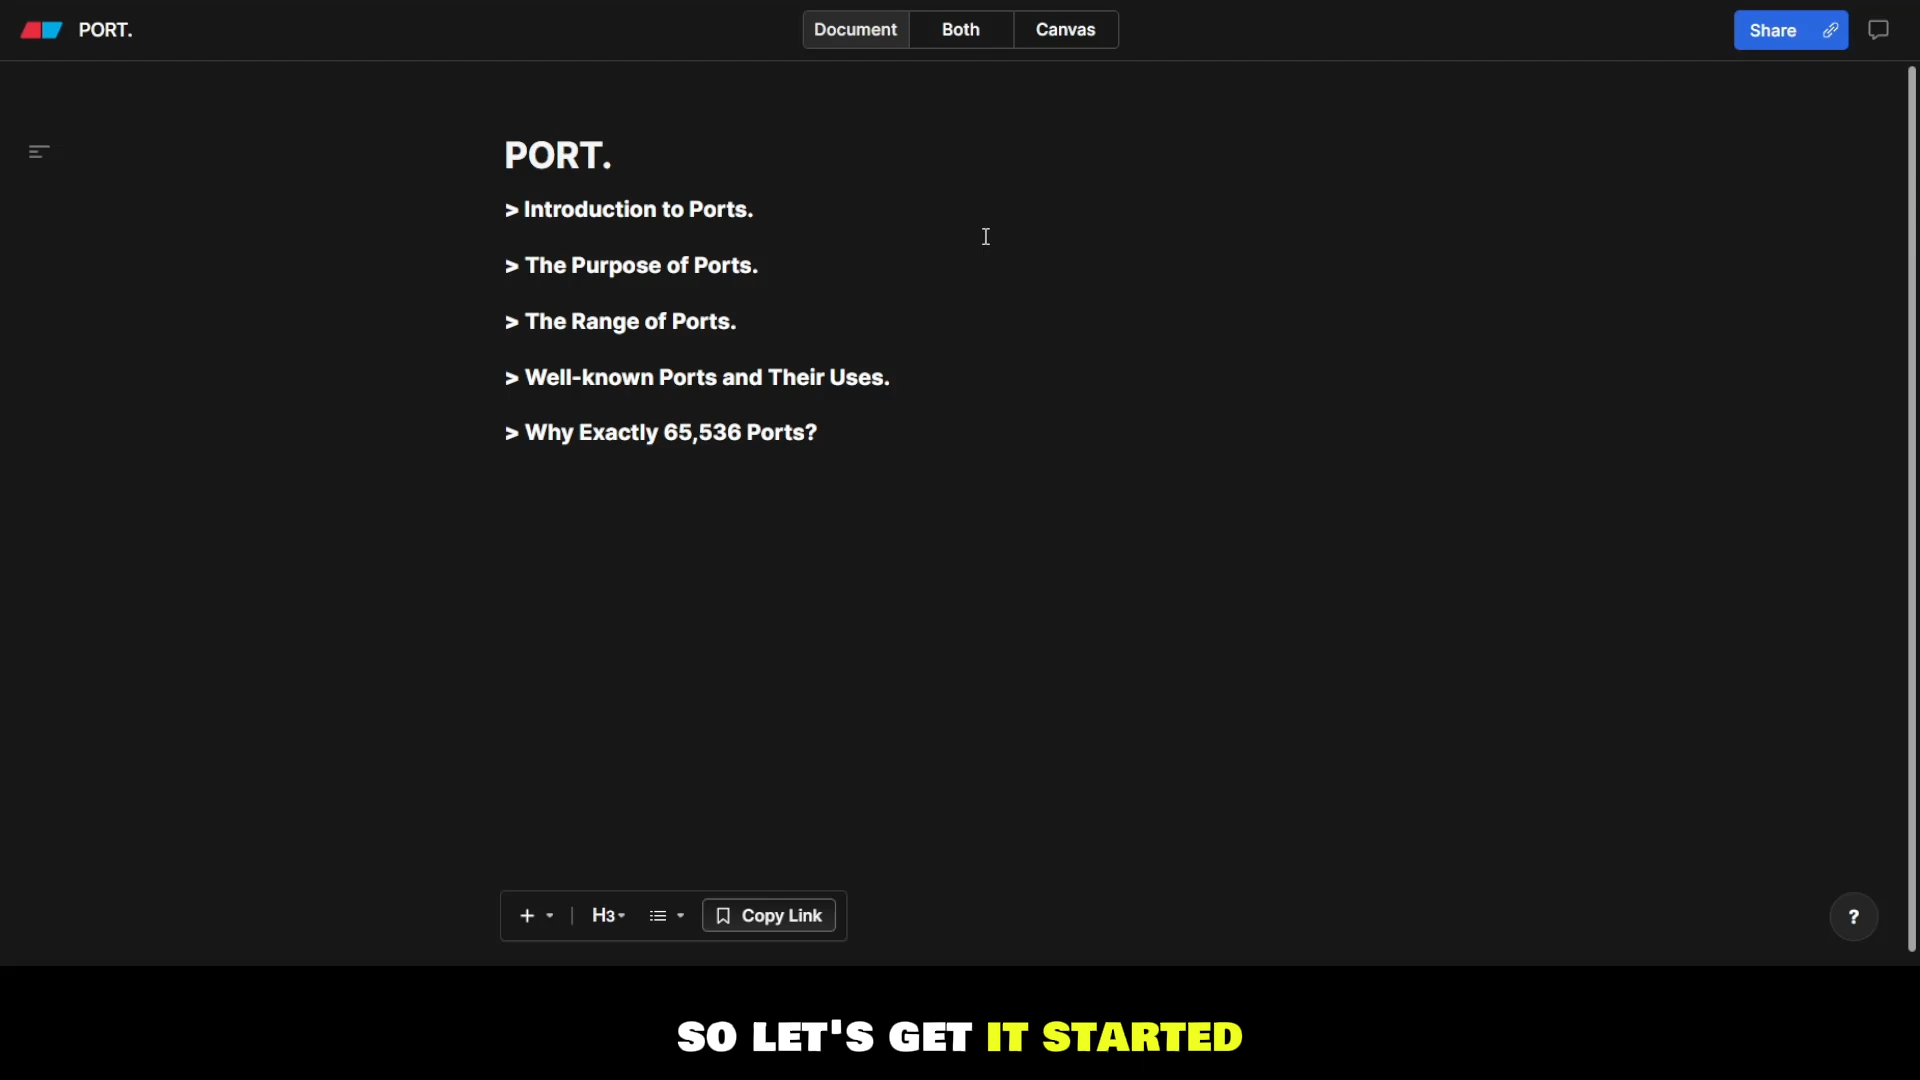 PORT.
Document
Both
Canvas
Share
PORT.
> Introduction to Ports.
> The Purpose of Ports.
> The Range of Ports.
> Well-known Ports and Their Uses.
> Why Exactly 65,536 Ports?
+
H3
Copy Link
?
SO LET'S GET IT STARTED